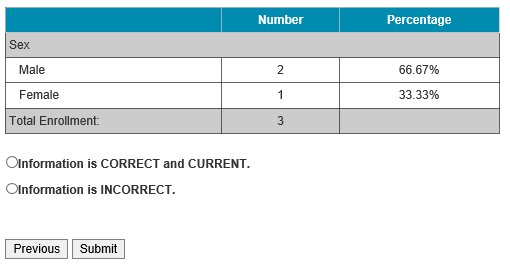 Number Percentage
Sex
Male 2 66.67%
Female 1 33.33%
Total Enrollment: 3
Information is CORRECT and CURRENT.
Information is INCORRECT.
Previous Submit